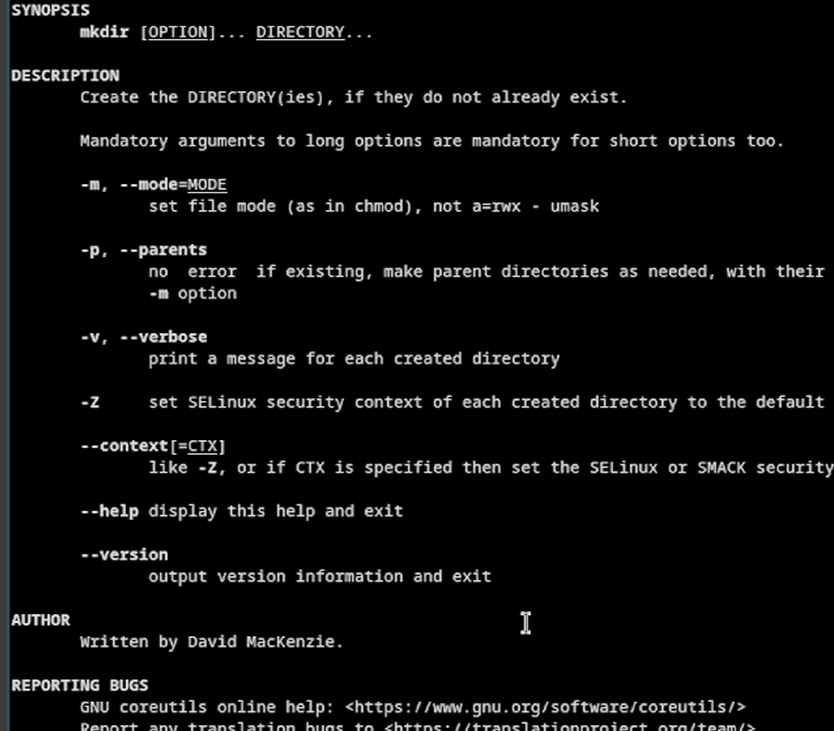 SYNOPSIS
mkdir [OPTION]... DIRECTORY...
DESCRIPTION
Create the DIRECTORY(ies), if they do not already exist.
Mandatory arguments to long options are mandatory for short options too.
-m, --mode=MODE
set file mode (as in chmod), not a=rwx - umask
-p, --parents
no  error  if existing, make parent directories as needed, with their
-m option
-v, --verbose
print a message for each created directory
-Z     set SELinux security context of each created directory to the default
--context[=CTX]
like -Z, or if CTX is specified then set the SELinux or SMACK security
--help display this help and exit
--version
output version information and exit
AUTHOR
Written by David MacKenzie.
REPORTING BUGS
GNU coreutils online help: <https://www.gnu.org/software/coreutils/>
Report any translation bugs to <https://translationproject.org/team/>